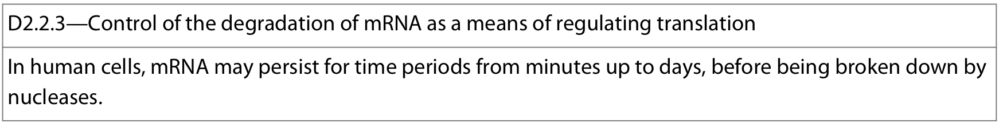 D2.2.3—Control of the degradation of mRNA as a means of regulating translation
In human cells, mRNA may persist for time periods from minutes up to days, before being broken down by
nucleases.